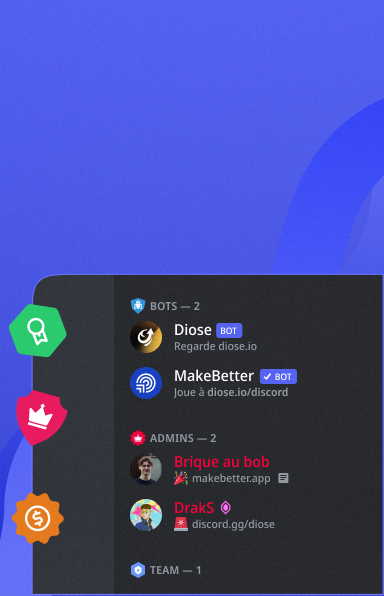 BOTS — 2
Diose BOT
Regarde diose.io
MakeBetter BOT
Joue à diose.io/discord
ADMINS — 2
Brique au bob
makebetter.app
DrakS
discord.gg/diose
TEAM — 1